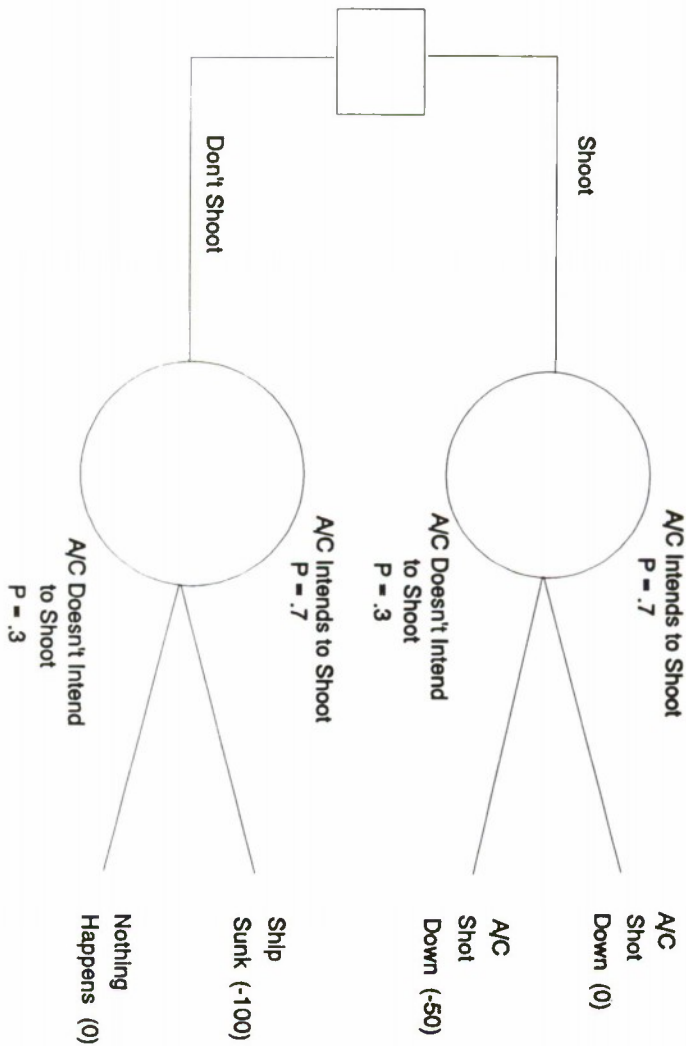 Shoot
A/C Intends to Shoot
P = .7
A/C
Shot
Down (0)
A/C Doesn't Intend
to Shoot
P = .3
A/C
Shot
Down (-50)
Don't Shoot
A/C Intends to Shoot
P = .7
Ship
Sunk (-100)
A/C Doesn't Intend
to Shoot
P = .3
Nothing
Happens (0)